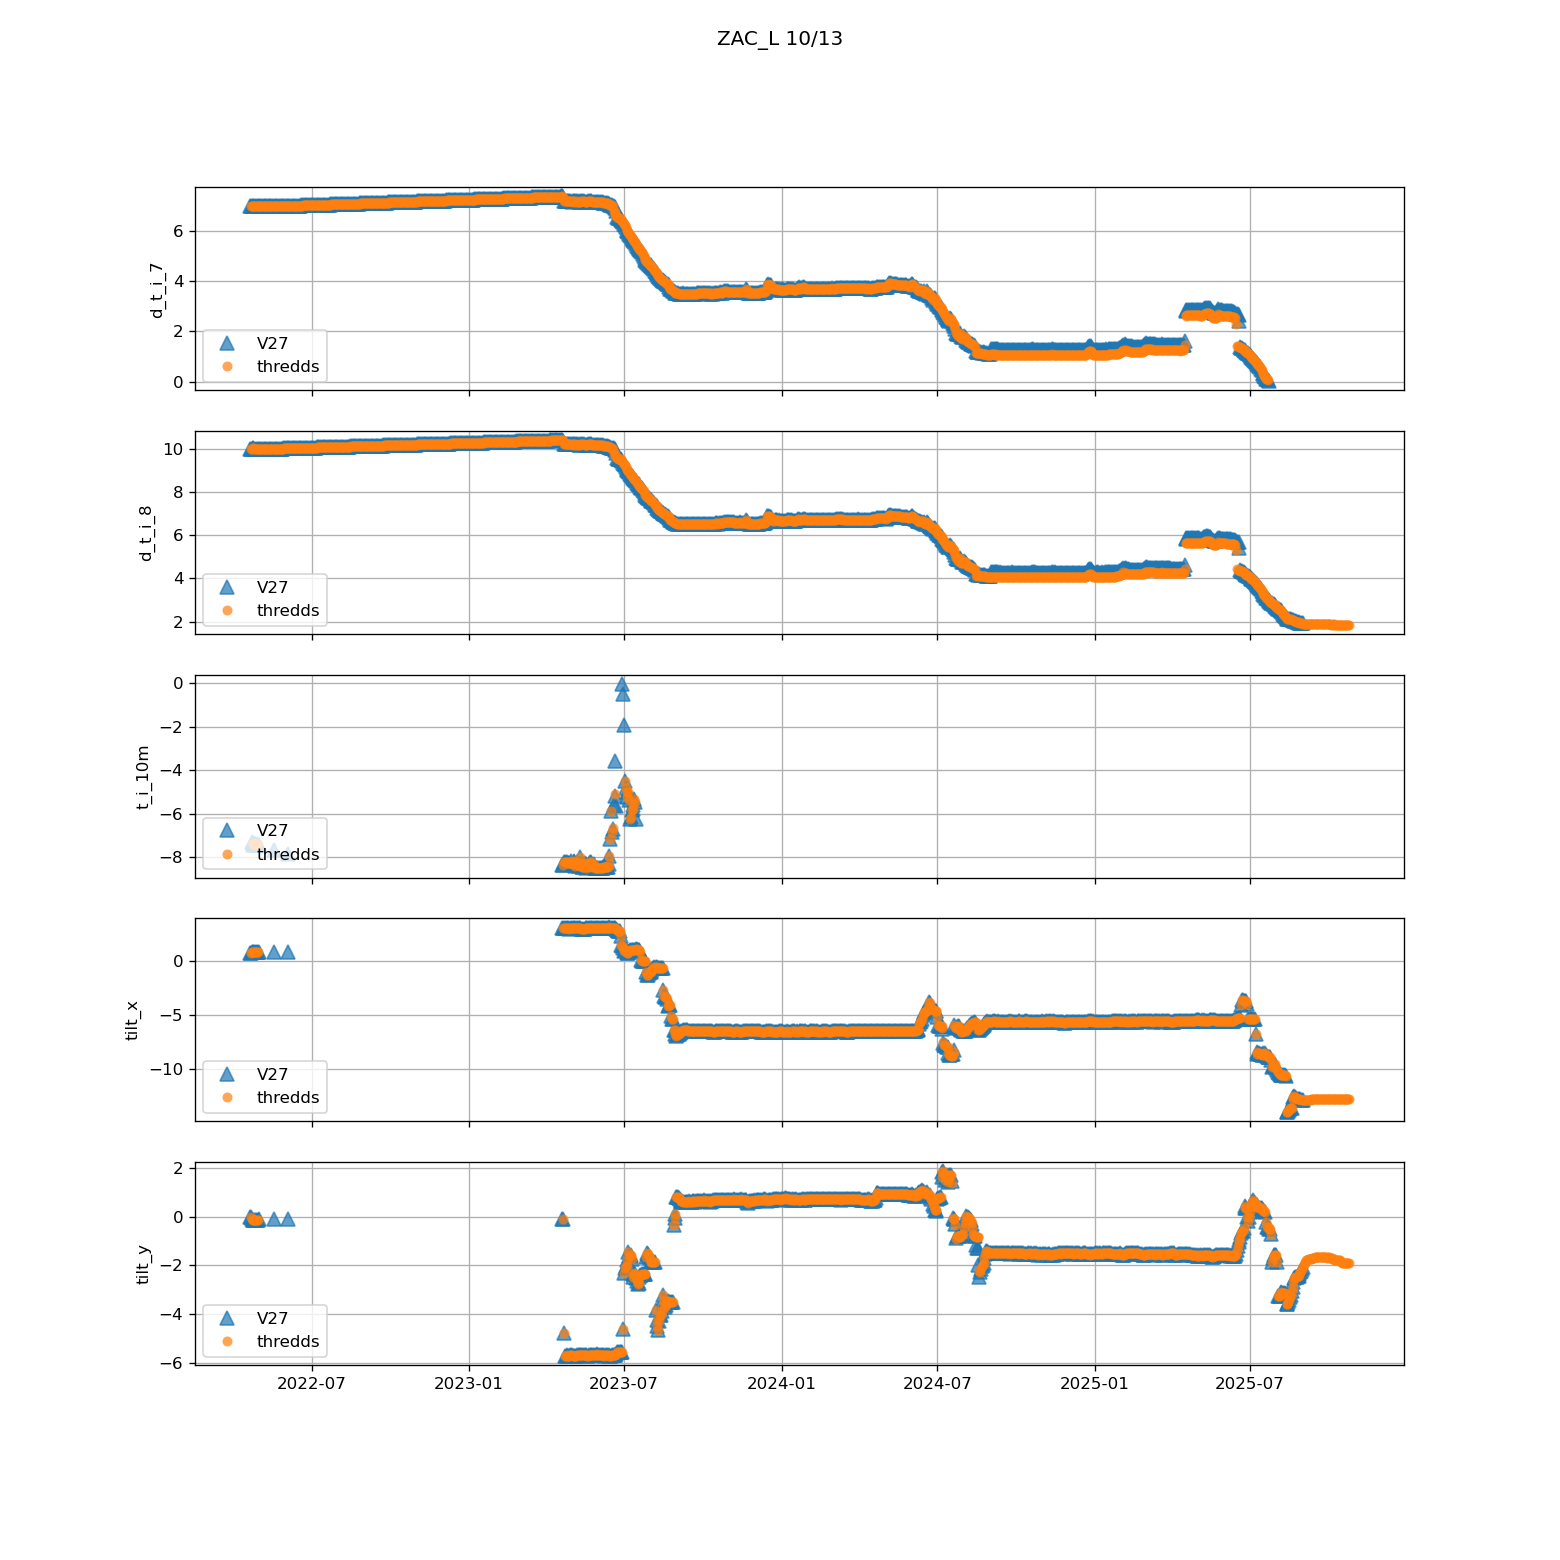 ZAC_L 10/13
d_t_i_7
6
4
2
0
V27
thredds
d_t_i_8
10
8
6
4
2
V27
thredds
t_i_10m
0
−2
−4
−6
−8
V27
thredds
tilt_x
0
−5
−10
V27
thredds
tilt_y
2
0
−2
−4
−6
V27
thredds
2022-07 2023-01 2023-07 2024-01 2024-07 2025-01 2025-07